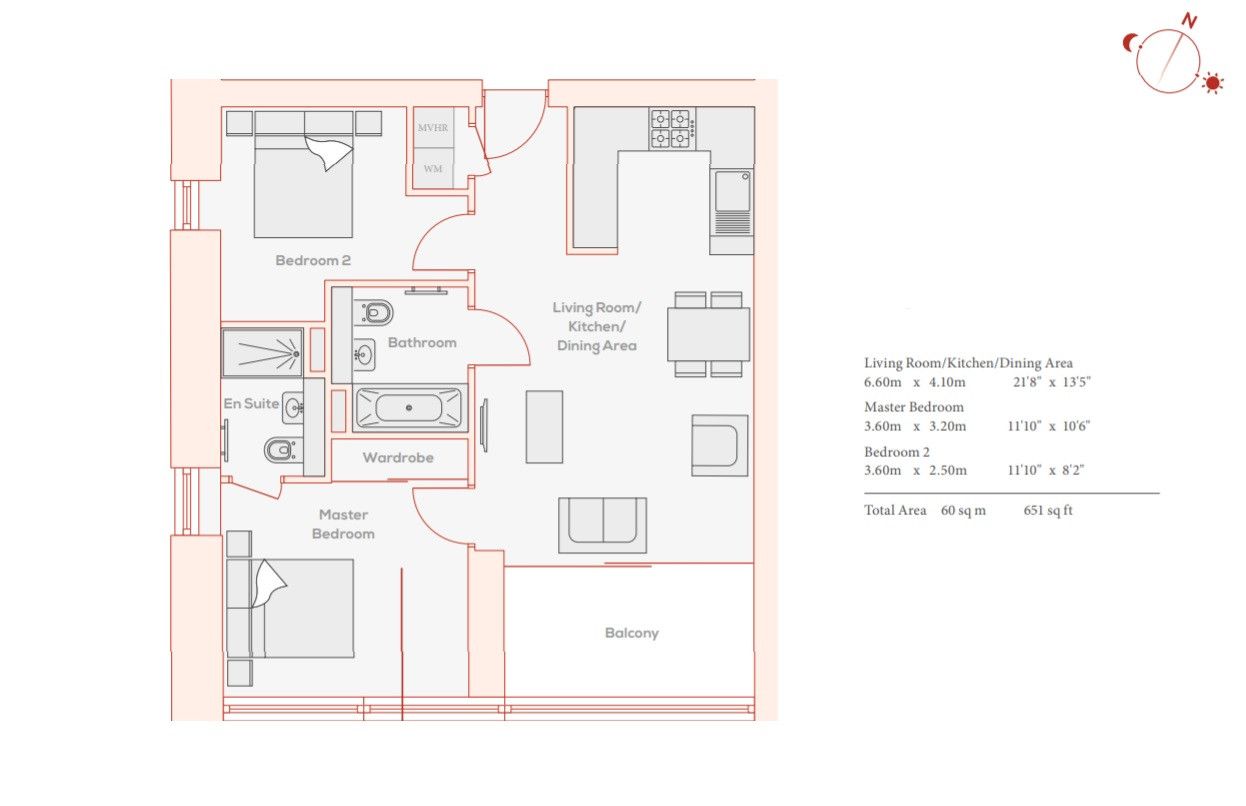 N
MVHR
WM
Bedroom 2
Living Room/
Kitchen/
Dining Area
Bathroom
En Suite
Wardrobe
Master
Bedroom
Balcony
Living Room/Kitchen/Dining Area
6.60m x 4.10m 21'8" x 13'5"
Master Bedroom
3.60m x 3.20m 11'10" x 10'6"
Bedroom 2
3.60m x 2.50m 11'10" x 8'2"
Total Area 60 sq m 651 sq ft